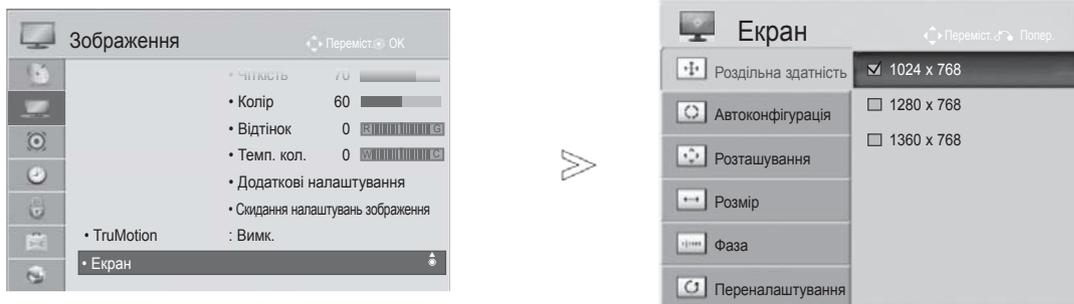 Зображення
Переміст. OK
• Чіткість 70
• Колір 60
• Відтінок 0 R G
• Темп. кол. 0 W C
• Додаткові налаштування
• Скидання налаштувань зображення
• TruMotion : Вимк.
• Екран
Екран
Переміст. Попер.
Роздільна здатність
Автоконфігурація
Розташування
Розмір
Фаза
Переналаштування
1024 x 768
1280 x 768
1360 x 768